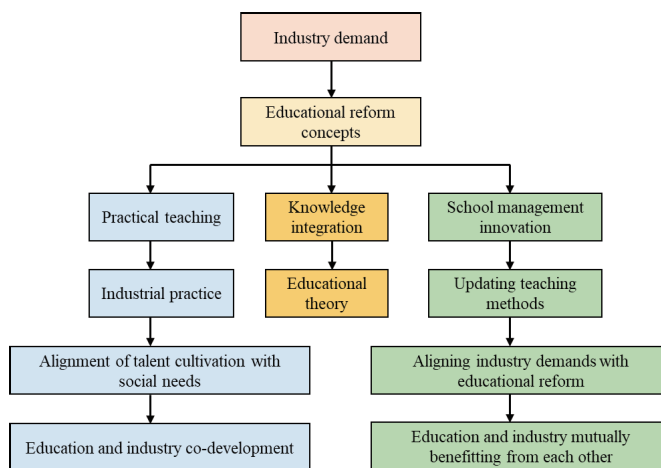 Industry demand
Educational reform
concepts
Practical teaching
Knowledge
integration
School management
innovation
Industrial practice
Educational
theory
Updating teaching
methods
Alignment of talent cultivation with
social needs
Aligning industry demands with
educational reform
Education and industry co-development
Education and industry mutually
benefitting from each other